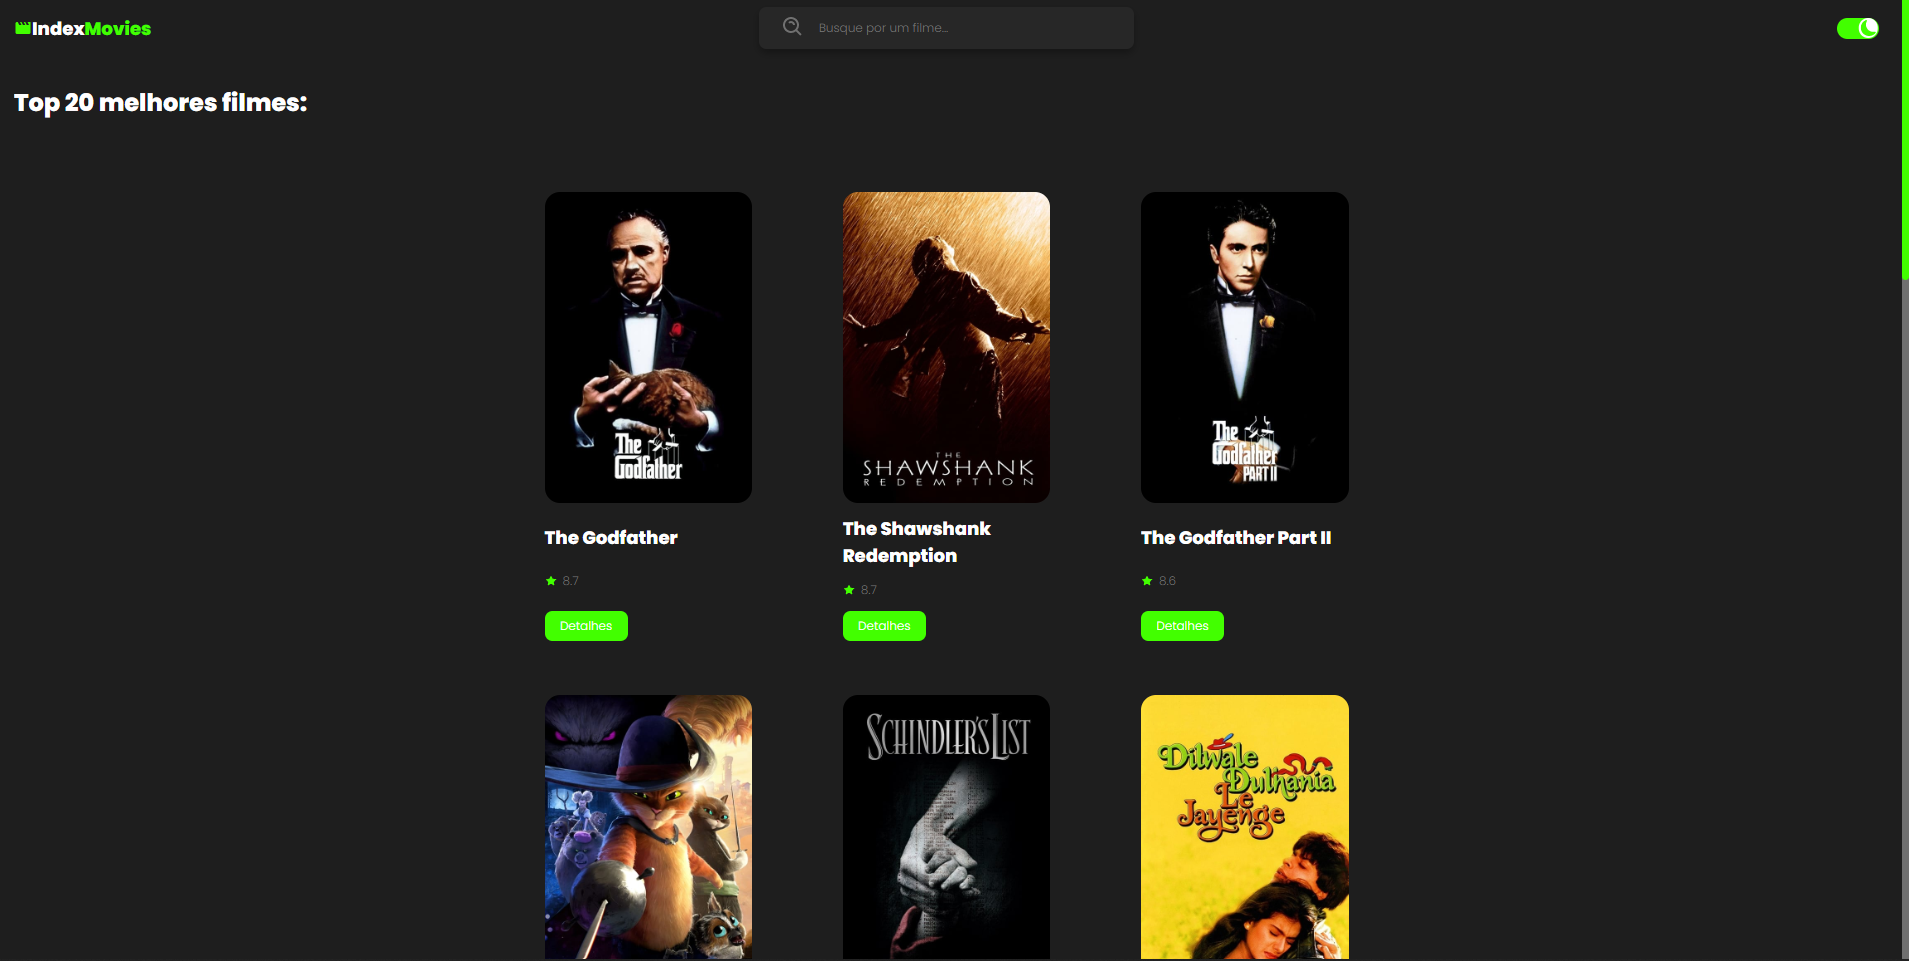 IndexMovies
Busque por um filme...
Top 20 melhores filmes:
The
Godfather
THE
SHAWSHANK
REDEMPTION
The
Godfather
PART II
The Godfather
The Shawshank
Redemption
The Godfather Part II
8.7
8.7
8.6
Detalhes
Detalhes
Detalhes
SCHINDLER'S LIST
Dilwale
Dulhania
Le
Jayenge